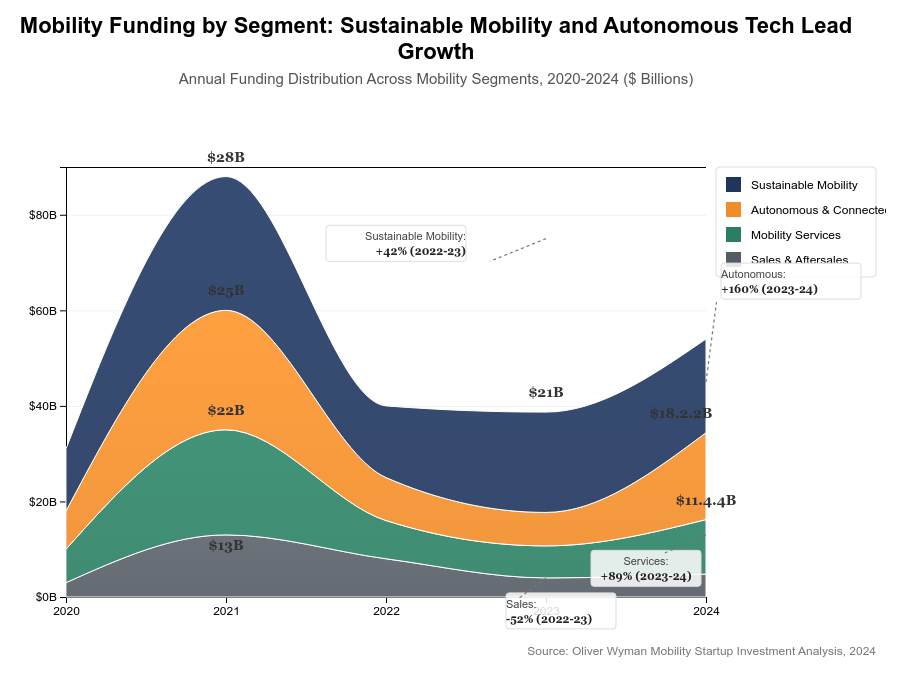 Mobility Funding by Segment: Sustainable Mobility and Autonomous Tech Lead
Growth
Annual Funding Distribution Across Mobility Segments, 2020-2024 ($ Billions)
$28B
Sustainable Mobility
Autonomous & Connecte
Mobility Services
Sales & Aftersales
$80B
Sustainable Mobility:
+42% (2022-23)
Autonomous:
+160% (2023-24)
$25B
$60B
$21B
$40B
$22B
$18.2.2B
$20B
$11.4.4B
$13B
Services:
+89% (2023-24)
$0B
Sales:
-52% (2022-23)
2020
2021
2022
2023
2024
Source: Oliver Wyman Mobility Startup Investment Analysis, 2024